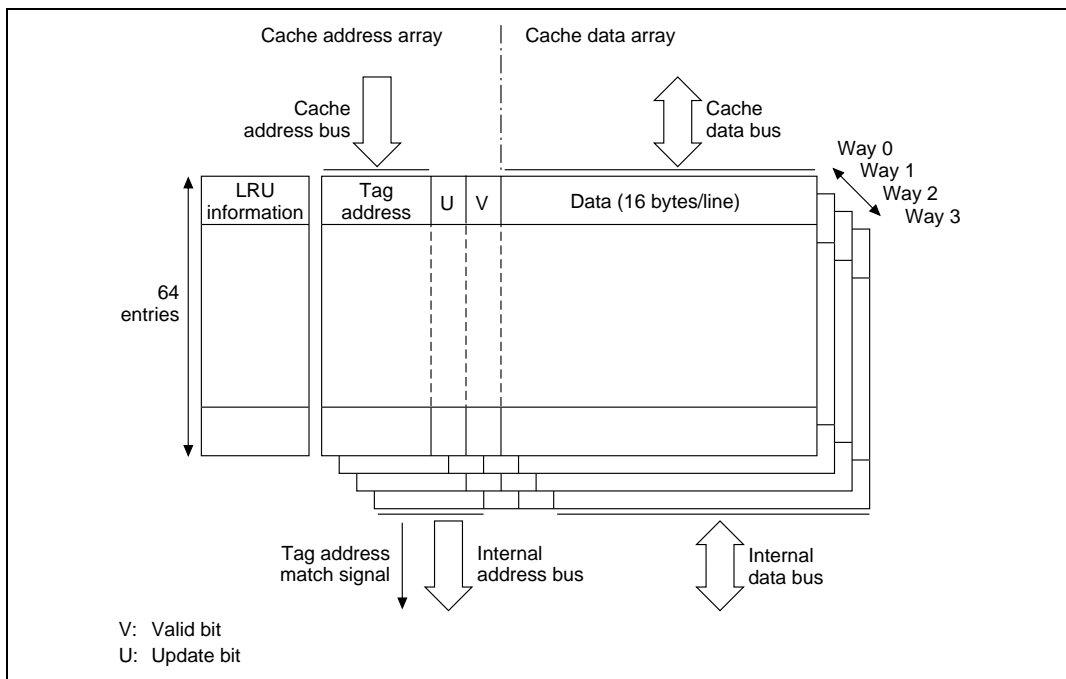 Cache address array
Cache data array
Cache
address bus
Cache
data bus
Way 0
Way 1
Way 2
Way 3
LRU
information
Tag
address
U
V
Data (16 bytes/line)
64
entries
Tag address
match signal
Internal
address bus
Internal
data bus
V: Valid bit
U: Update bit